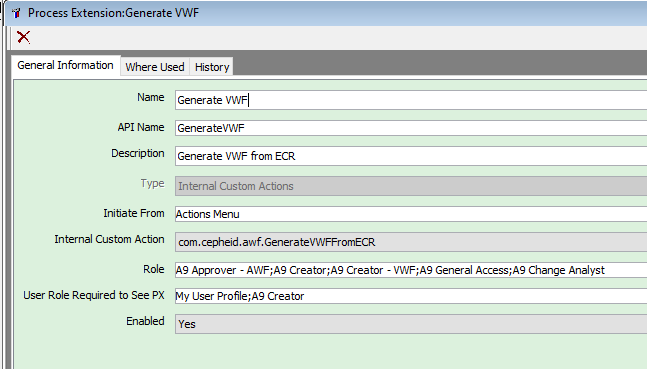 Process Extension:Generate VWF
General Information Where Used History
Name Generate VWF
API Name GenerateVWF
Description Generate VWF from ECR
Type Internal Custom Actions
Initiate From Actions Menu
Internal Custom Action com.cepheid.awf.GenerateVWFFromECR
Role A9 Approver - AWF;A9 Creator;A9 Creator - VWF;A9 General Access;A9 Change Analyst
User Role Required to See PX My User Profile;A9 Creator
Enabled Yes